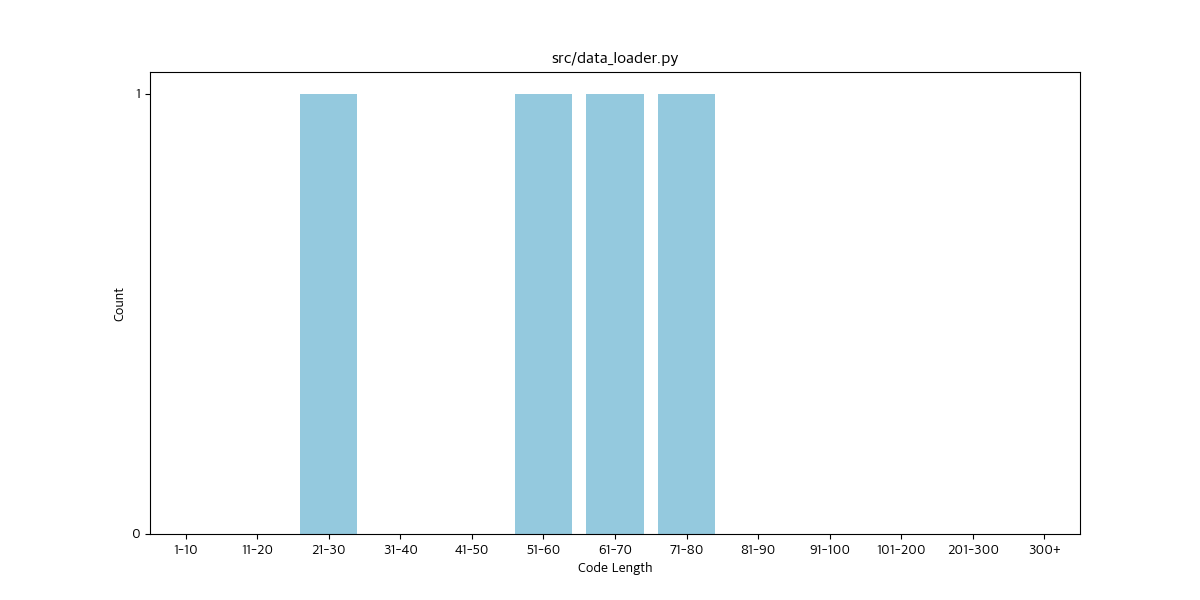 src/data_loader.py
1
Count
0
1-10 11-20 21-30 31-40 41-50 51-60 61-70 71-80 81-90 91-100 101-200 201-300 300+
Code Length